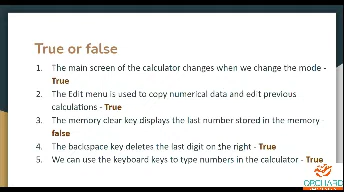 True or false
1. The main screen of the calculator changes when we change the mode -
True
2. The Edit menu is used to copy numerical data and edit previous
calculations - True
3. The memory clear key displays the last number stored in the memory -
false
4. The backspace key deletes the last digit on the right - True
5. We can use the keyboard keys to type numbers in the calculator - True
ORCHARD